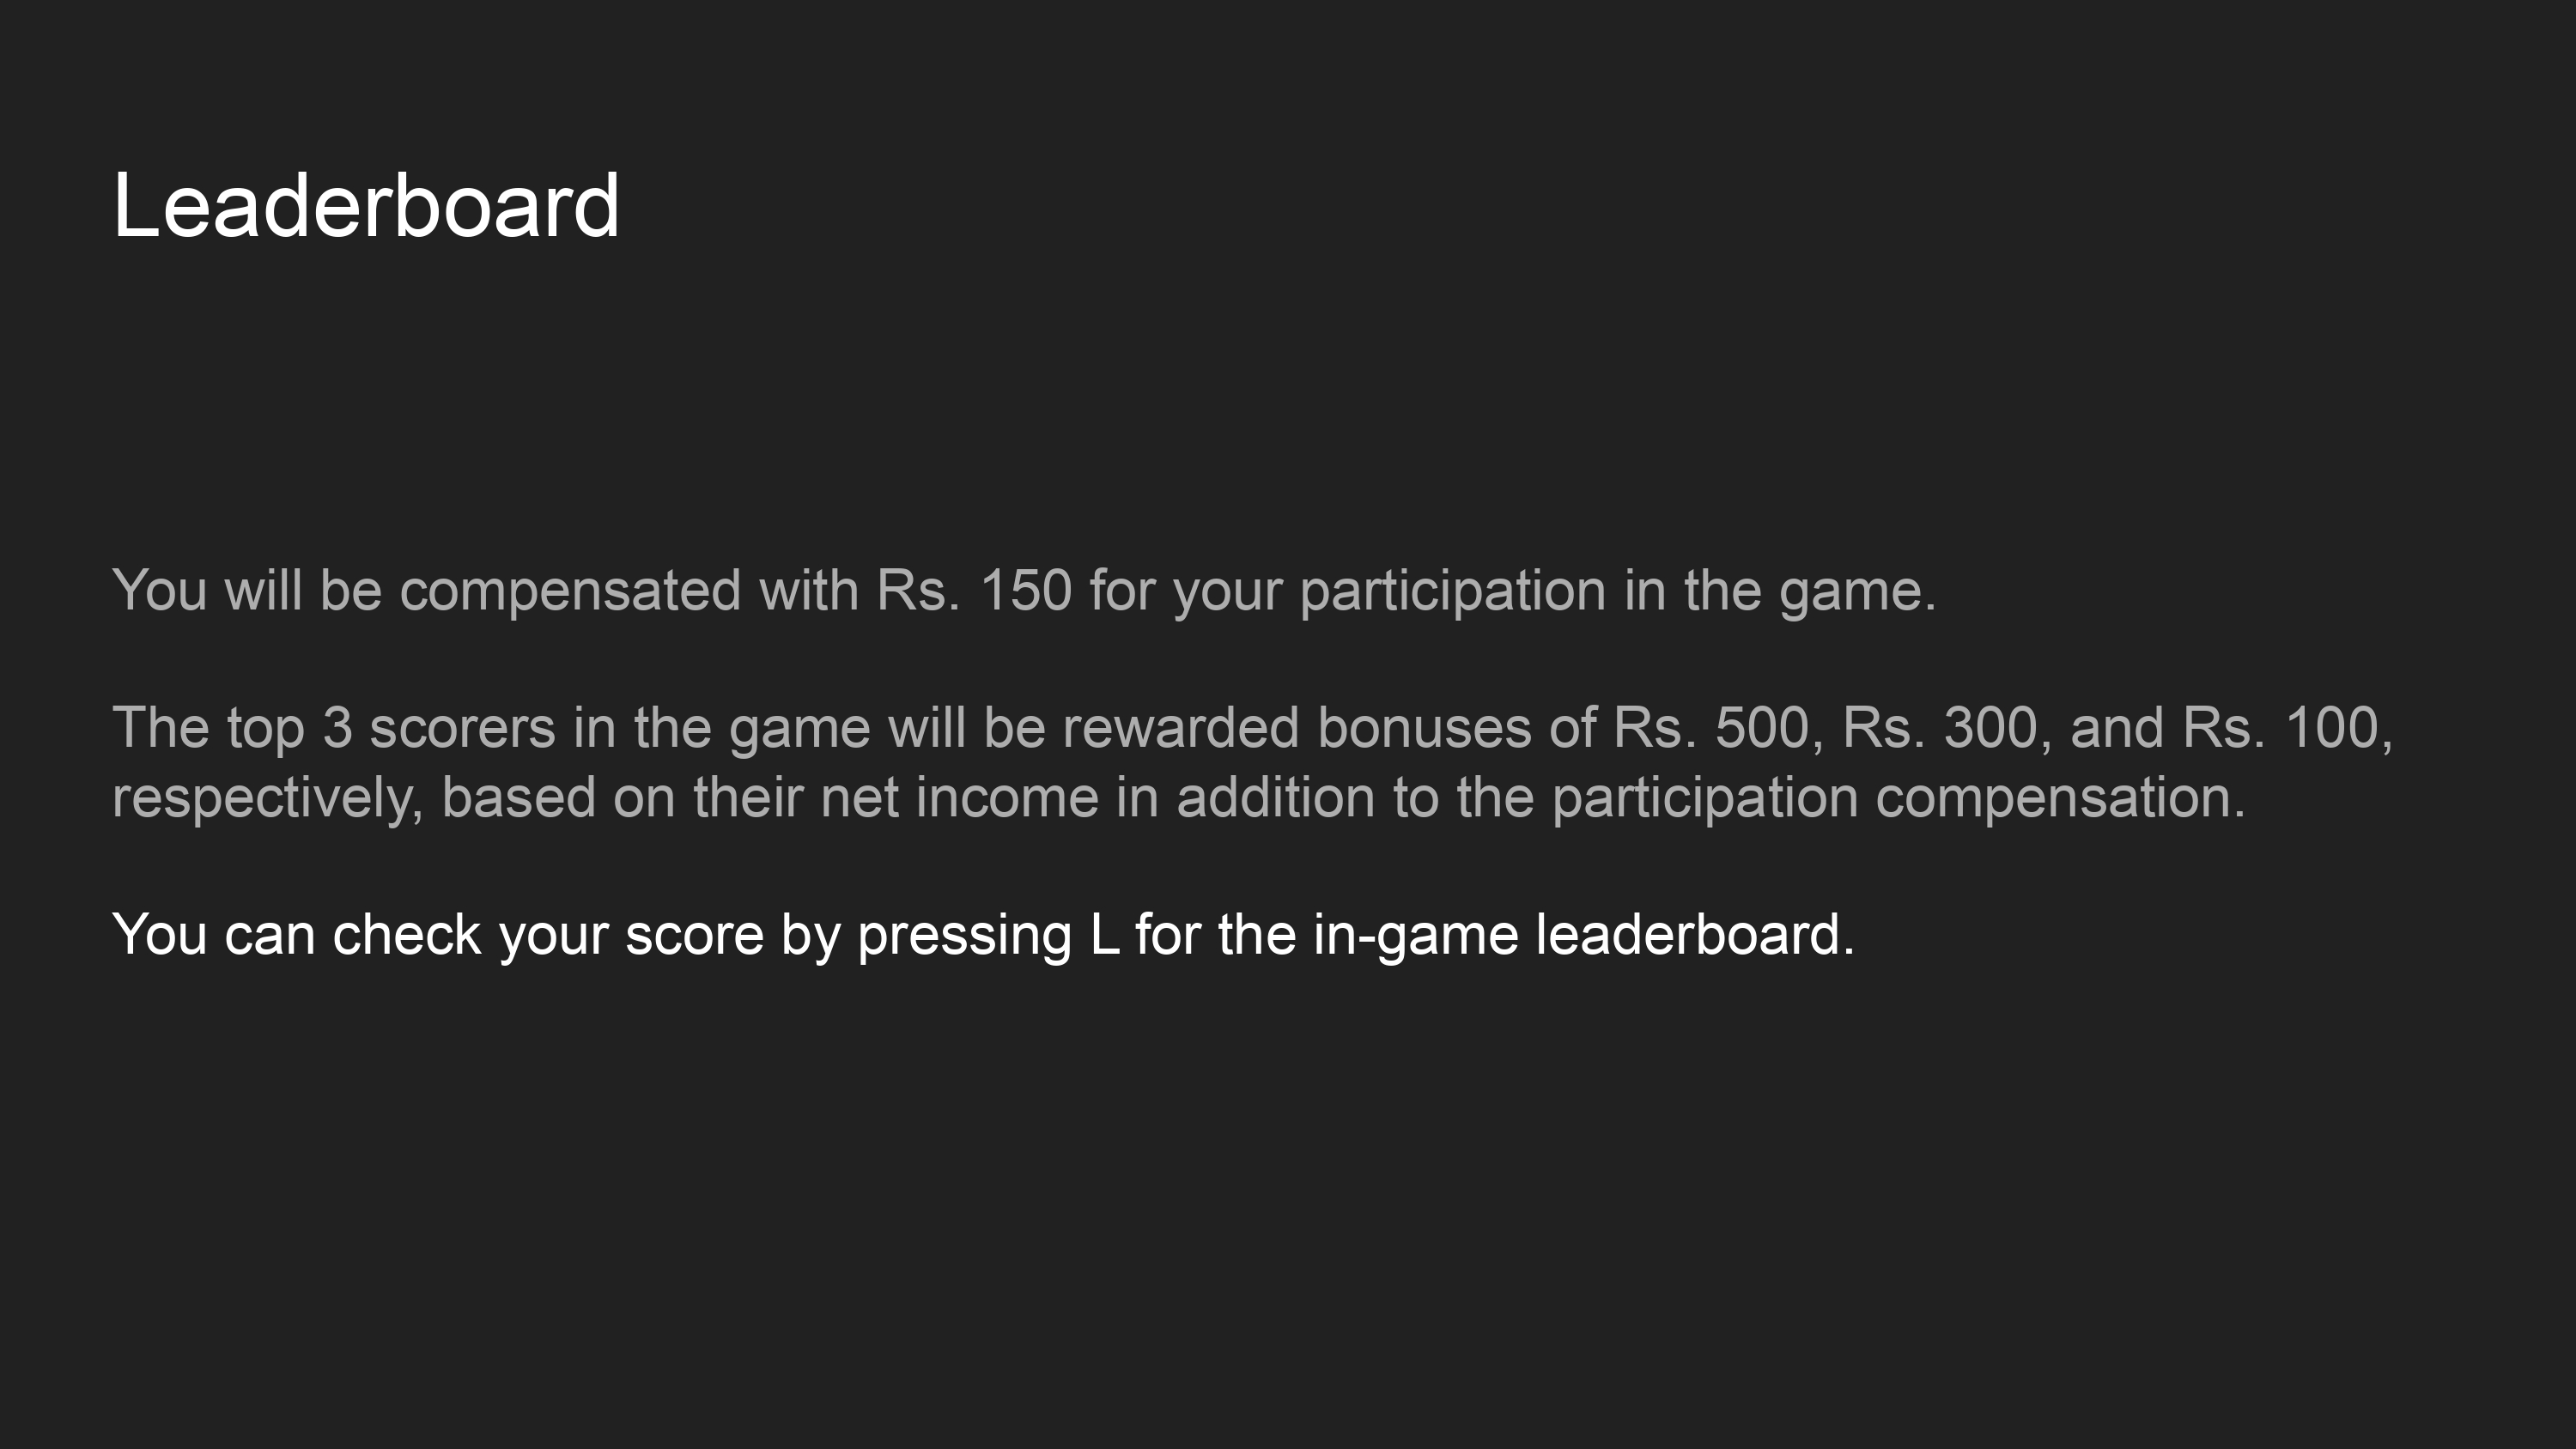 Leaderboard
You will be compensated with Rs. 150 for your participation in the game.
The top 3 scorers in the game will be rewarded bonuses of Rs. 500, Rs. 300, and Rs. 100,
respectively, based on their net income in addition to the participation compensation.
You can check your score by pressing L for the in-game leaderboard.